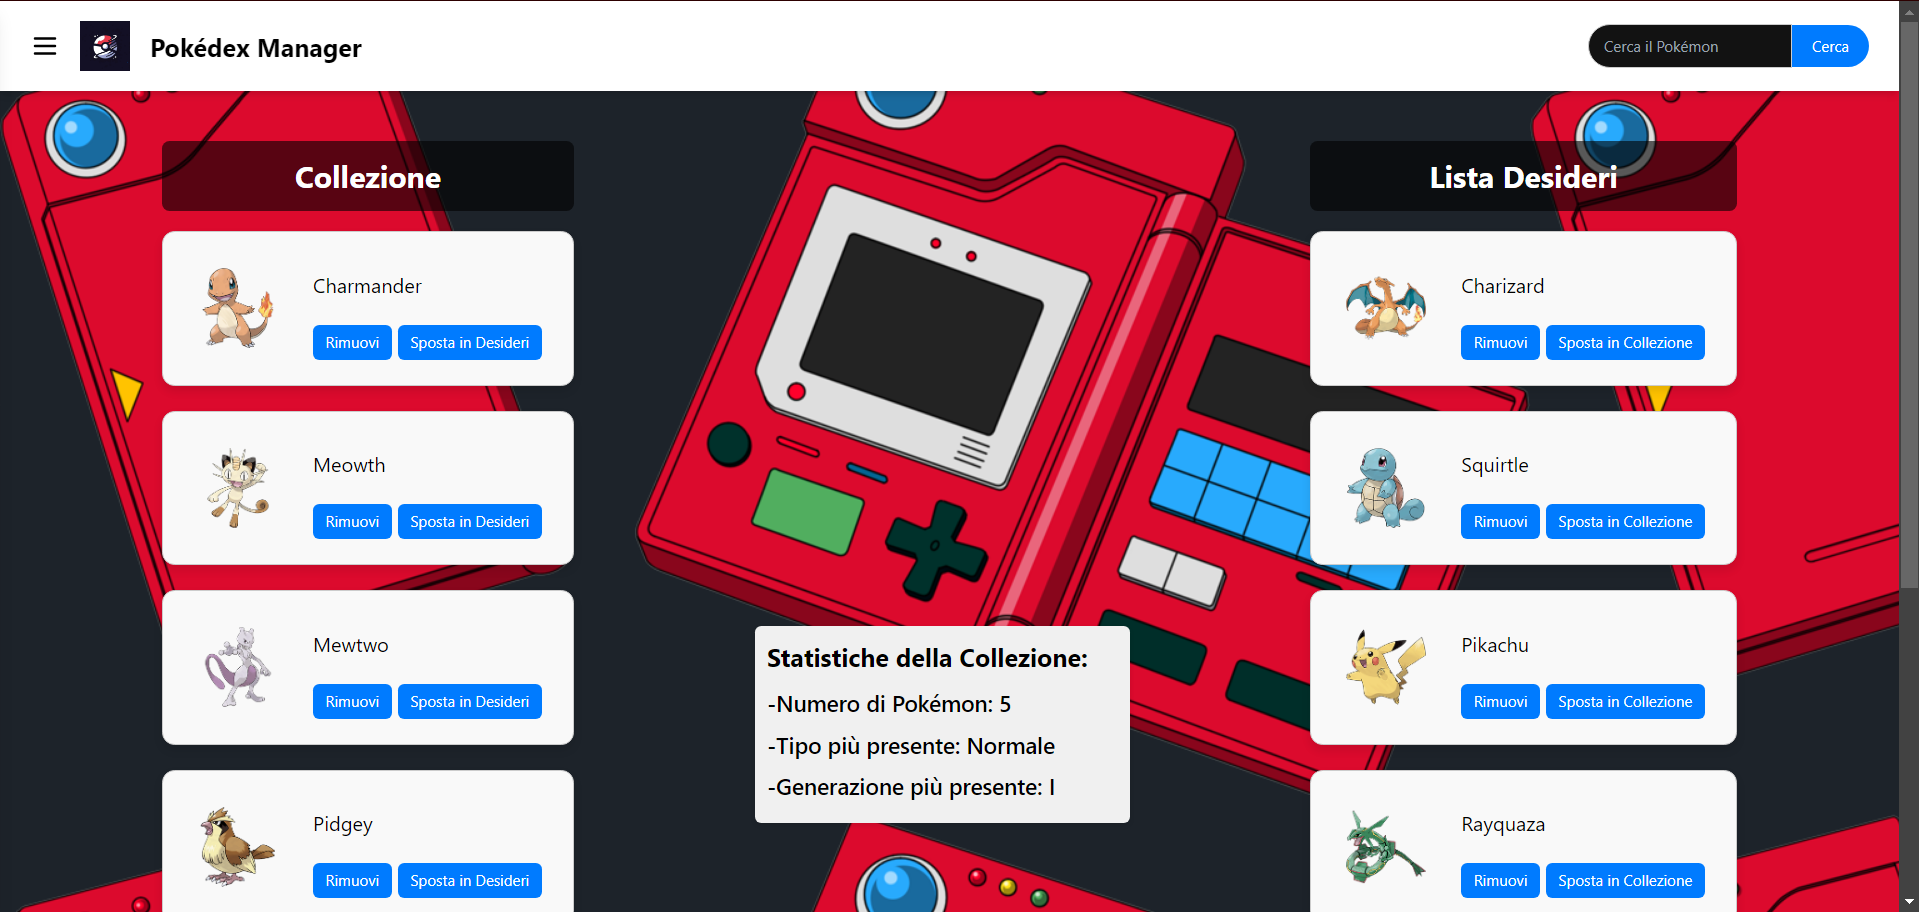 Pokédex Manager
Cerca il Pokémon
Cerca
Collezione
Charmander
Rimuovi
Sposta in Desideri
Meowth
Rimuovi
Sposta in Desideri
Mewtwo
Rimuovi
Sposta in Desideri
Pidgey
Rimuovi
Sposta in Desideri
Statistiche della Collezione:
-Numero di Pokémon: 5
-Tipo più presente: Normale
-Generazione più presente: I
Lista Desideri
Charizard
Rimuovi
Sposta in Collezione
Squirtle
Rimuovi
Sposta in Collezione
Pikachu
Rimuovi
Sposta in Collezione
Rayquaza
Rimuovi
Sposta in Collezione